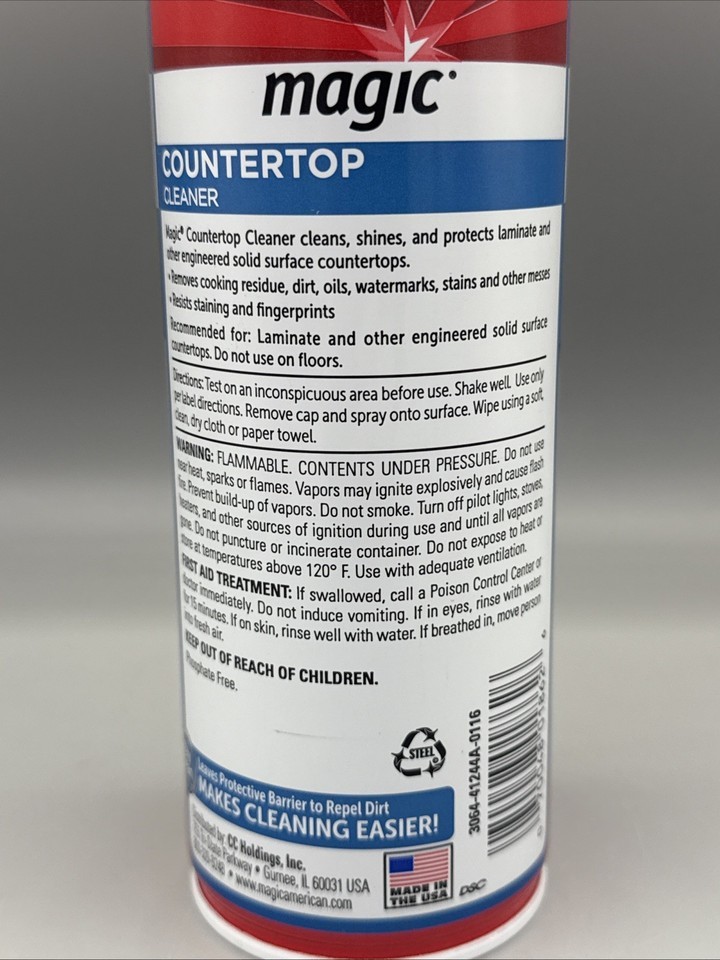 magic®
COUNTERTOP
CLEANER
Magic® Countertop Cleaner cleans, shines, and protects laminate and
other engineered solid surface countertops.
• Removes cooking residue, dirt, oils, watermarks, stains and other messes
• Resists staining and fingerprints
Recommended for: Laminate and other engineered solid surface
countertops. Do not use on floors.
Directions: Test on an inconspicuous area before use. Shake well. Use only
per label directions. Remove cap and spray onto surface. Wipe using a soft,
clean, dry cloth or paper towel.
WARNING: FLAMMABLE. CONTENTS UNDER PRESSURE. Do not use
near heat, sparks or flames. Vapors may ignite explosively and cause flash
fire. Prevent build-up of vapors. Do not smoke. Turn off pilot lights, stoves,
heaters, and other sources of ignition during use and until all vapors are
gone. Do not puncture or incinerate container. Do not expose to heat or
store at temperatures above 120° F. Use with adequate ventilation.
FIRST AID TREATMENT: If swallowed, call a Poison Control Center or
doctor immediately. Do not induce vomiting. If in eyes, rinse with water
for 15 minutes. If on skin, rinse well with water. If breathed in, move person
into fresh air.
KEEP OUT OF REACH OF CHILDREN.
Phosphate Free.
STEEL
3064-41244A-0116
Leaves Protective Barrier to Repel Dirt
MAKES CLEANING EASIER!
Distributed by: CC Holdings, Inc.
Parkway • Gurnee, IL 60031 USA
• www.magicamerican.com
MADE IN
THE USA
psc